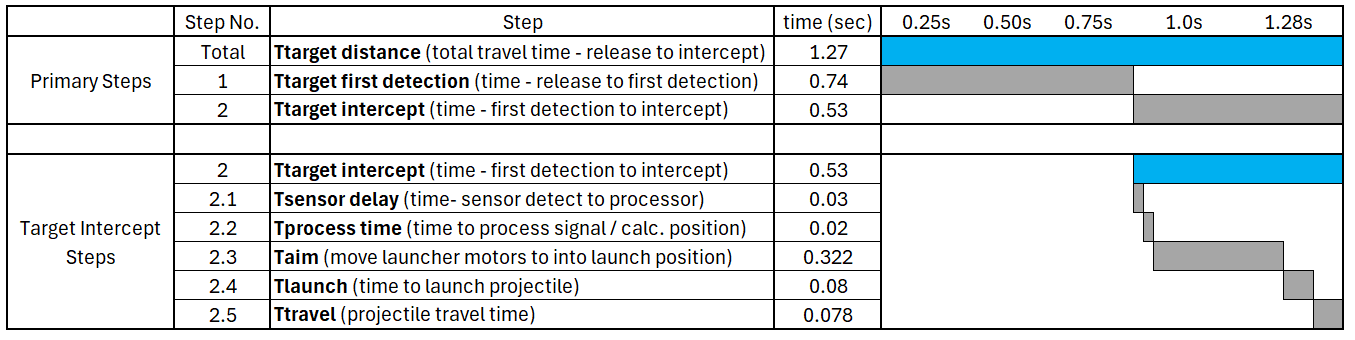 Step No. Step time (sec) 0.25s 0.50s 0.75s 1.0s 1.28s
Total Ttarget distance (total travel time - release to intercept) 1.27
Primary Steps 1 Ttarget first detection (time - release to first detection) 0.74
2 Ttarget intercept (time - first detection to intercept) 0.53
2 Ttarget intercept (time - first detection to intercept) 0.53
2.1 Tsensor delay (time- sensor detect to processor) 0.03
Target Intercept Steps 2.2 Tprocess time (time to process signal / calc. position) 0.02
2.3 Taim (move launcher motors to into launch position) 0.322
2.4 Tlaunch (time to launch projectile) 0.08
2.5 Ttravel (projectile travel time) 0.078